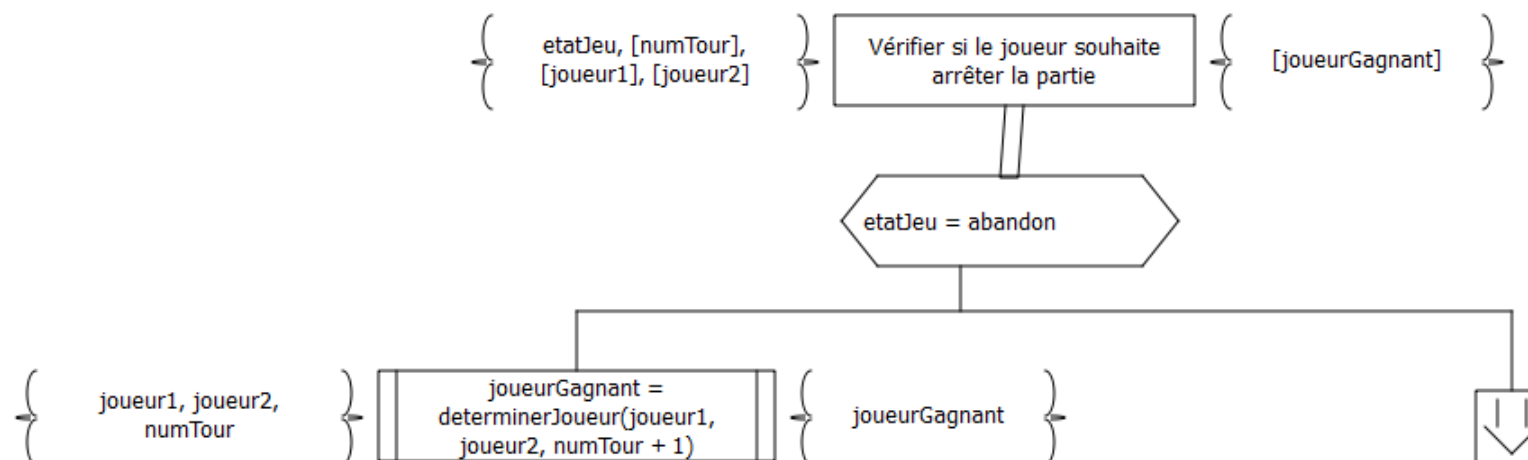 etatJeu, [numTour],
[joueur1], [joueur2]
Vérifier si le joueur souhaite
arrêter la partie
[joueurGagnant]
etatJeu = abandon
joueur1, joueur2,
numTour
joueurGagnant =
determinerJoueur(joueur1,
joueur2, numTour + 1)
joueurGagnant